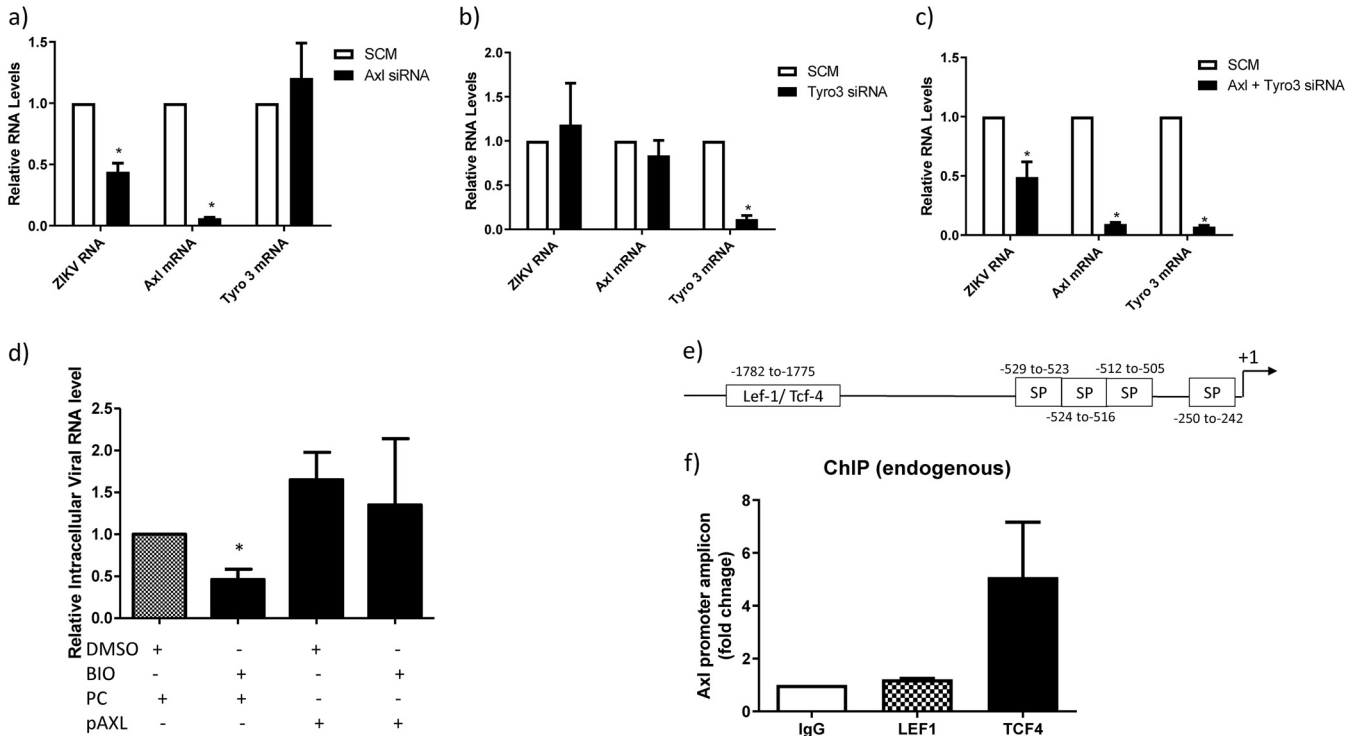 a)
Relative RNA Levels
1.5
1.0
0.5
0.0
SCM
Axl siRNA
*
*
ZIKV RNA
Axl mRNA
Tyro 3 mRNA
b)
Relative RNA Levels
2.0
1.5
1.0
0.5
0.0
SCM
Tyro3 siRNA
*
ZIKV RNA
Axl mRNA
Tyro 3 mRNA
c)
Relative RNA Levels
1.5
1.0
0.5
0.0
SCM
Axl + Tyro3 siRNA
*
*
*
ZIKV RNA
Axl mRNA
Tyro 3 mRNA
d)
Relative Intracellular Viral RNA level
2.5
2.0
1.5
1.0
0.5
0.0
*
DMSO + - + -
BIO - + - +
PC + + - -
pAXL - - + +
e)
-1782 to-1775
Lef-1/ Tcf-4
-529 to-523
-512 to-505
+1
SP
SP
SP
SP
-524 to-516
-250 to-242
f)
ChIP (endogenous)
Axl promoter amplicon
(fold chnage)
8
6
4
2
0
IgG
LEF1
TCF4